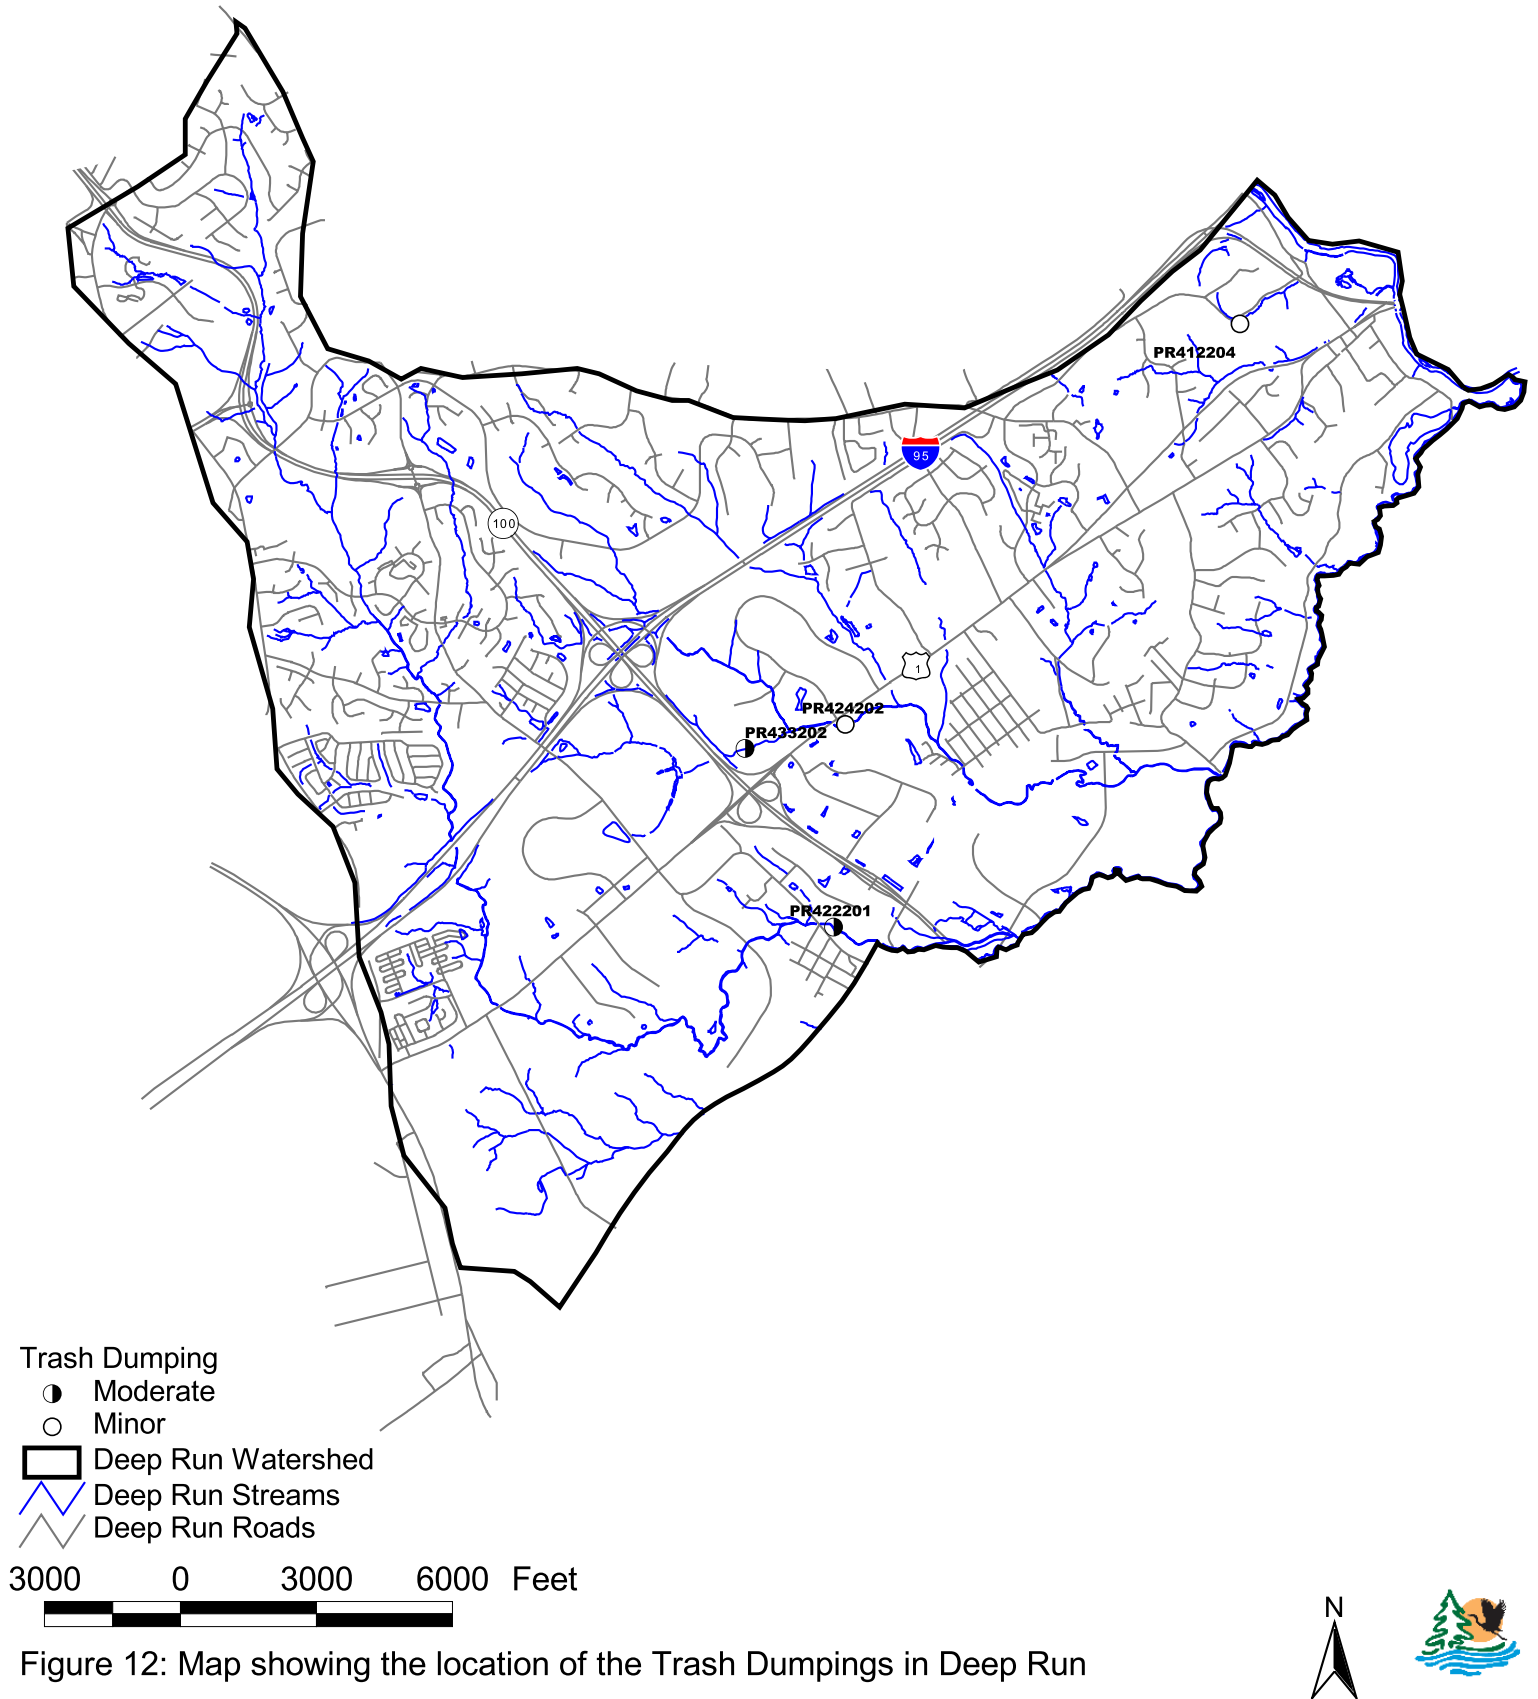 PR412204
95
100
1
PR424202
PR433202
PR422201
Trash Dumping
Moderate
Minor
Deep Run Watershed
Deep Run Streams
Deep Run Roads
3000 0 3000 6000 Feet
N
Figure 12: Map showing the location of the Trash Dumpings in Deep Run